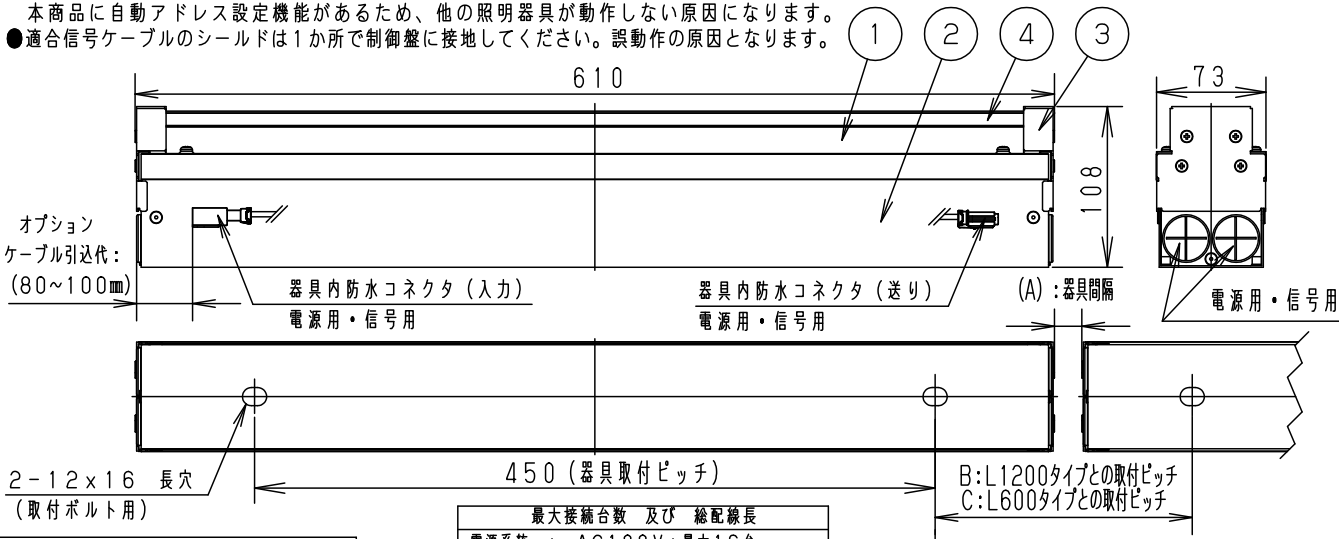 本商品に自動アドレス設定機能があるため、他の照明器具が動作しない原因になります。
●適合信号ケーブルのシールドは1か所で制御盤に接地してください。誤動作の原因となります。
1 2 4 3
610
73
108
オプション
ケーブル引込代：
(80~100㎜)
器具内防水コネクタ（入力）
電源用・信号用
器具内防水コネクタ（送り）
電源用・信号用
(A) ：器具間隔
電源用・信号用
2-12x16 長穴
(取付ボルト用)
450(器具取付ピッチ)
B:L1200タイプとの取付ピッチ
C:L600タイプとの取付ピッチ
最大接続台数 及び 総配線長